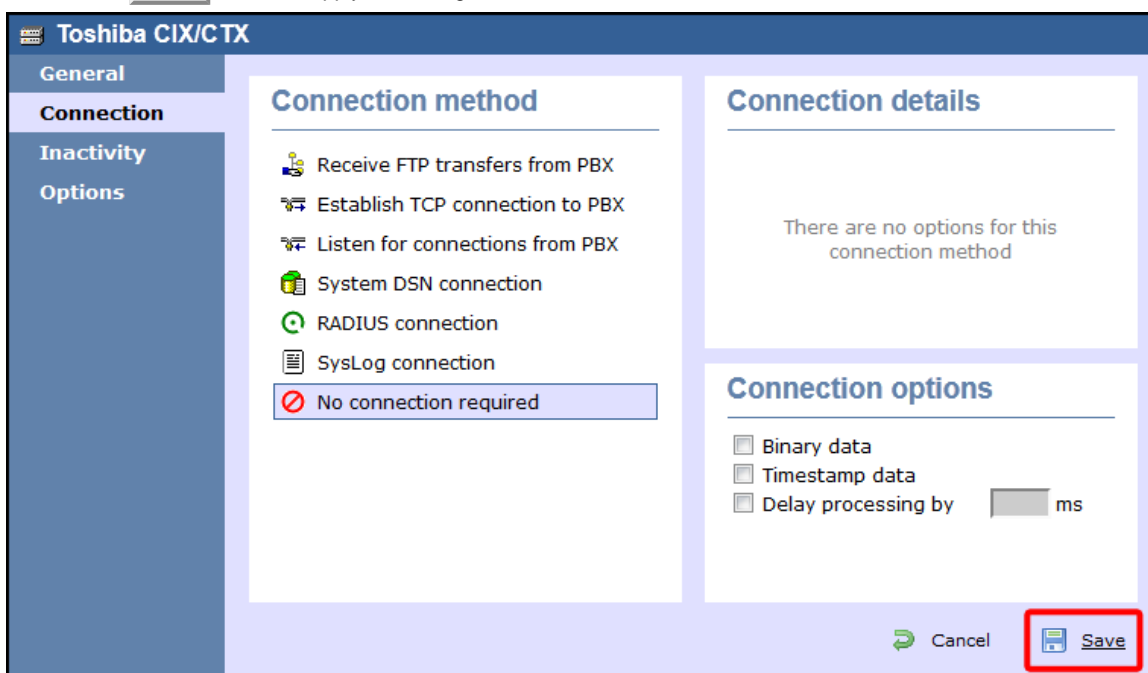 Toshiba CIX/CTX
General
Connection
Inactivity
Options
Connection method
Receive FTP transfers from PBX
Establish TCP connection to PBX
Listen for connections from PBX
System DSN connection
RADIUS connection
SysLog connection
No connection required
Connection details
There are no options for this
connection method
Connection options
Binary data
Timestamp data
Delay processing by ms
Cancel
Save